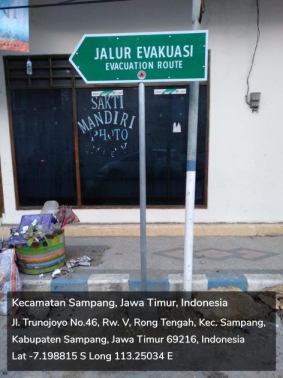 JALUR EVAKUASI
EVACUATION ROUTE
SAKTI
MANDIRI
PHOTO
Kecamatan Sampang, Jawa Timur, Indonesia
Jl. Trunojoyo No.46, Rw. V, Rong Tengah, Kec. Sampang,
Kabupaten Sampang, Jawa Timur 69216, Indonesia
Lat -7.198815 S Long 113.25034 E